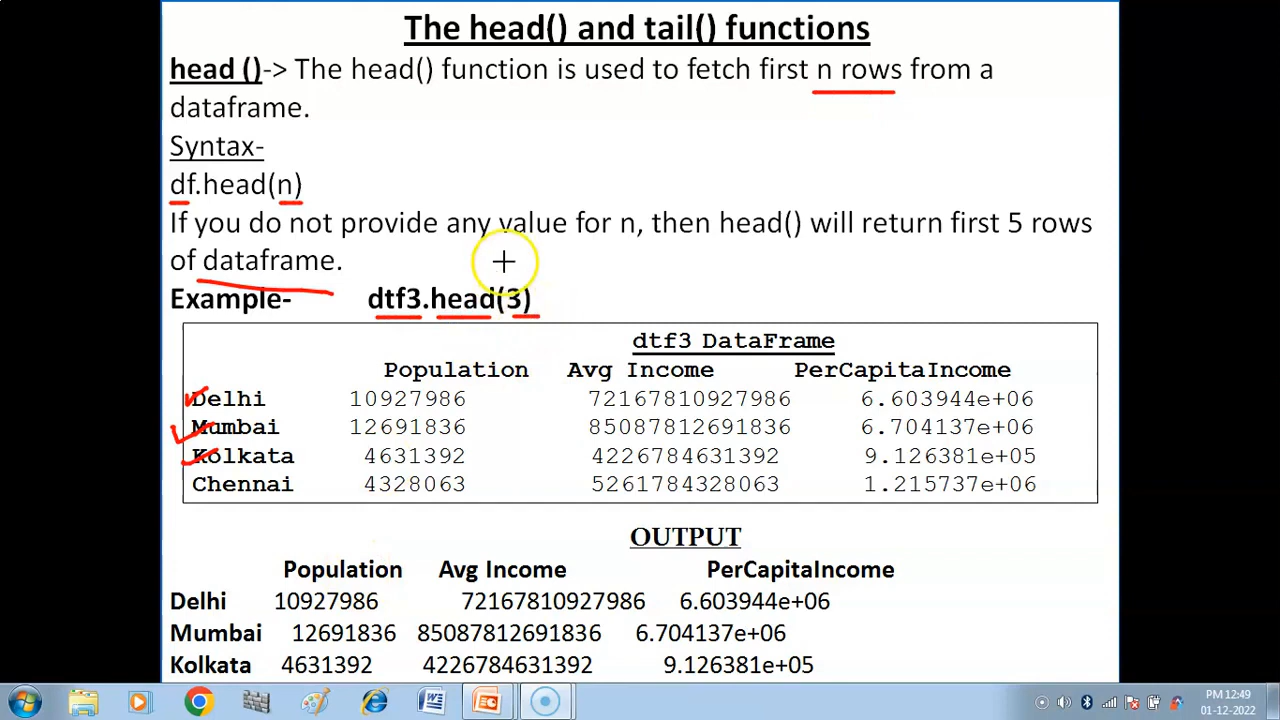 The head() and tail() functions
head ()-> The head() function is used to fetch first n rows from a
dataframe.
Syntax-
df.head(n)
If you do not provide any value for n, then head() will return first 5 rows
of dataframe.
Example- dtf3.head(3)
dtf3 DataFrame
Population Avg Income PerCapitaIncome
Delhi 10927986 72167810927986 6.603944e+06
Mumbai 12691836 85087812691836 6.704137e+06
Kolkata 4631392 4226784631392 9.126381e+05
Chennai 4328063 5261784328063 1.215737e+06
OUTPUT
Population Avg Income PerCapitaIncome
Delhi 10927986 72167810927986 6.603944e+06
Mumbai 12691836 85087812691836 6.704137e+06
Kolkata 4631392 4226784631392 9.126381e+05
PM 12:49
01-12-2022